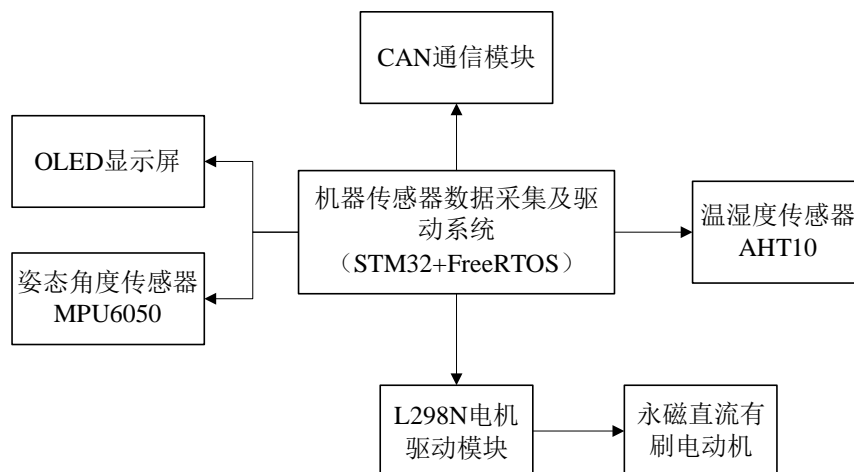 CAN通信模块
OLED显示屏
机器传感器数据采集及驱
动系统
（STM32+FreeRTOS）
温湿度传感器
AHT10
姿态角度传感器
MPU6050
L298N电机
驱动模块
永磁直流有
刷电动机